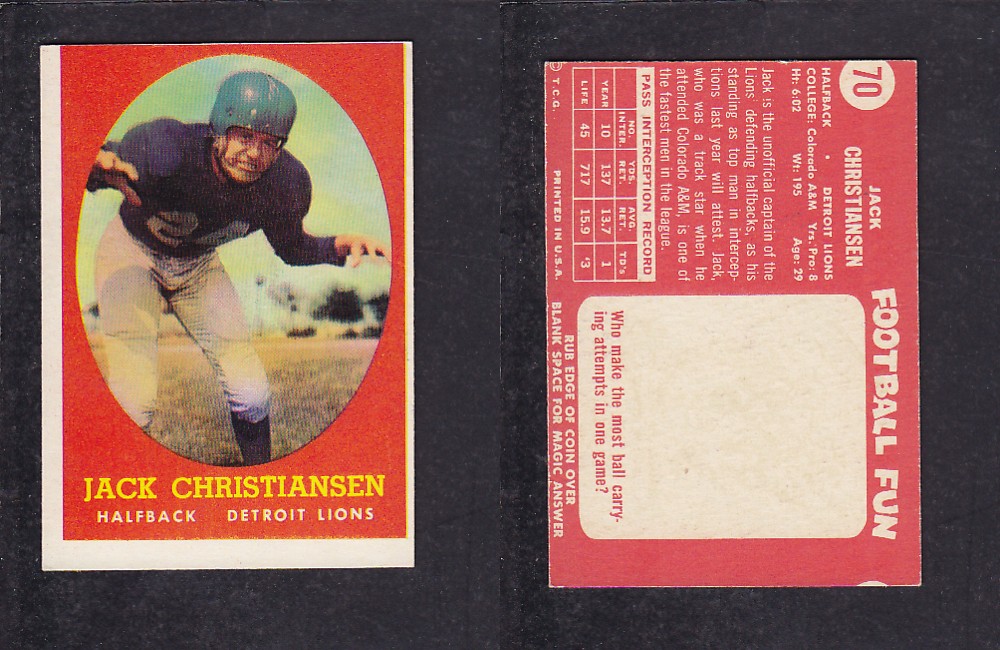 JACK CHRISTIANSEN
HALFBACK DETROIT LIONS
70
JACK
CHRISTIANSEN
HALFBACK • DETROIT LIONS
COLLEGE: Colorado A&M Yrs. Pro: 8
Ht: 6:02 Wt: 195 Age: 29
Jack is the unofficial captain of the
Lions' defending halfbacks, as his
standing as top man in intercep-
tions last year will attest. Jack,
who was a track star when he
attended Colorado A&M, is one of
the fastest men in the league.
PASS INTERCEPTION RECORD
NO. INTER. YDS. RET. AVG. RET. TD's
YEAR 10 137 13.7 1
LIFE 45 717 15.9 3
© T.C.G. PRINTED IN U.S.A.
FOOTBALL FUN
Who make the most ball carry-
ing attempts in one game?
RUB EDGE OF COIN OVER
BLANK SPACE FOR MAGIC ANSWER